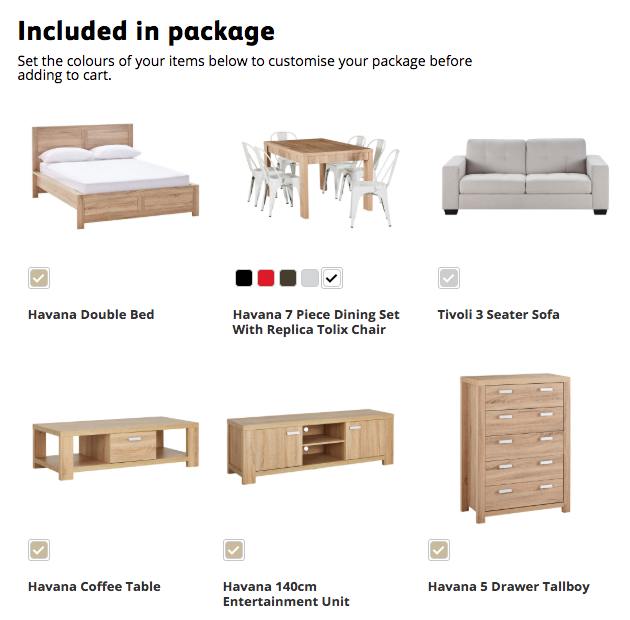 Included in package
Set the colours of your items below to customise your package before
adding to cart.
Havana Double Bed
Havana 7 Piece Dining Set
With Replica Tolix Chair
Tivoli 3 Seater Sofa
Havana Coffee Table
Havana 140cm
Entertainment Unit
Havana 5 Drawer Tallboy